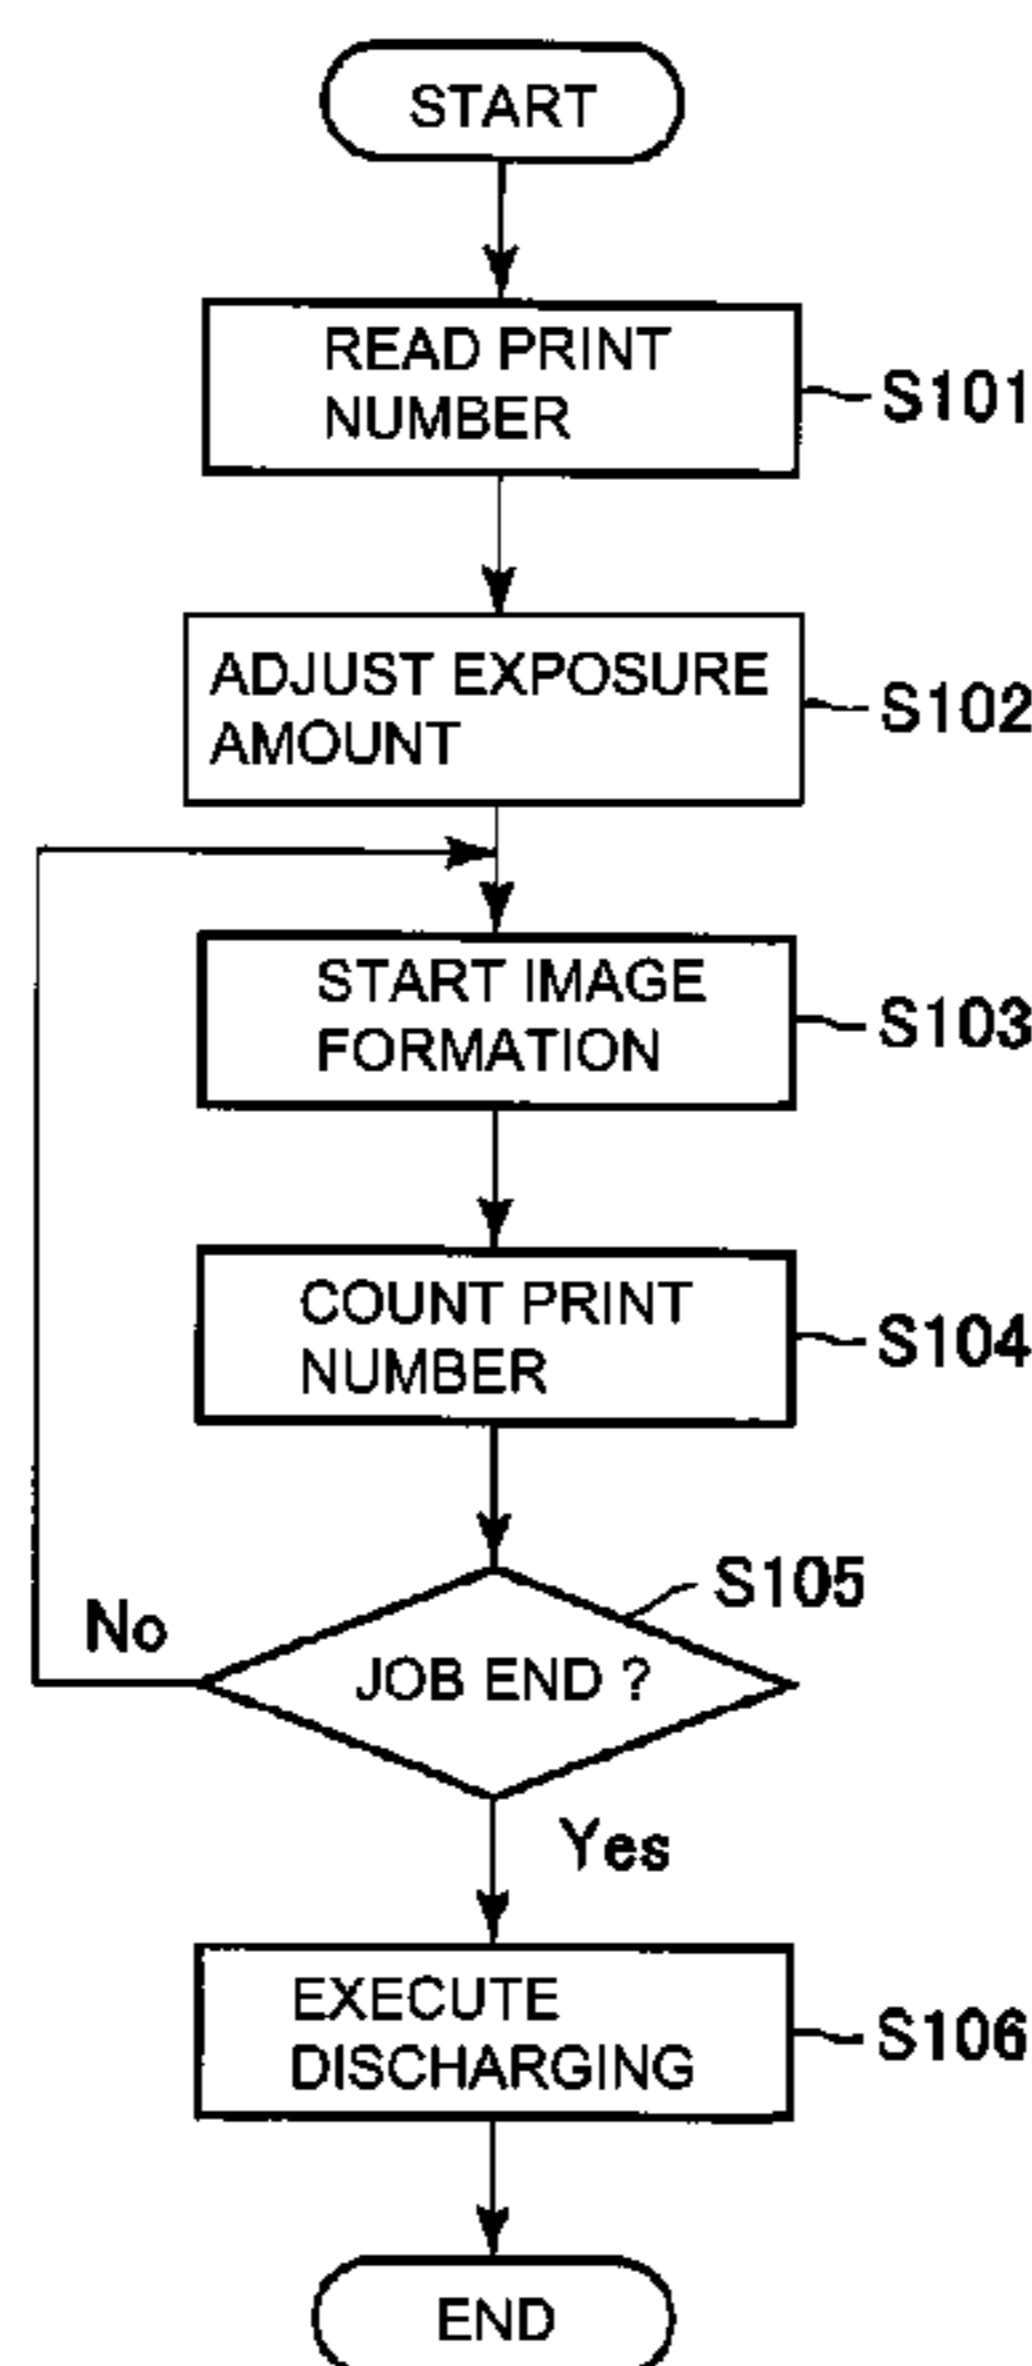 START
READ PRINT
NUMBER
S101
ADJUST EXPOSURE
AMOUNT
S102
START IMAGE
FORMATION
S103
COUNT PRINT
NUMBER
S104
S105
No
JOB END ?
Yes
EXECUTE
DISCHARGING
S106
END